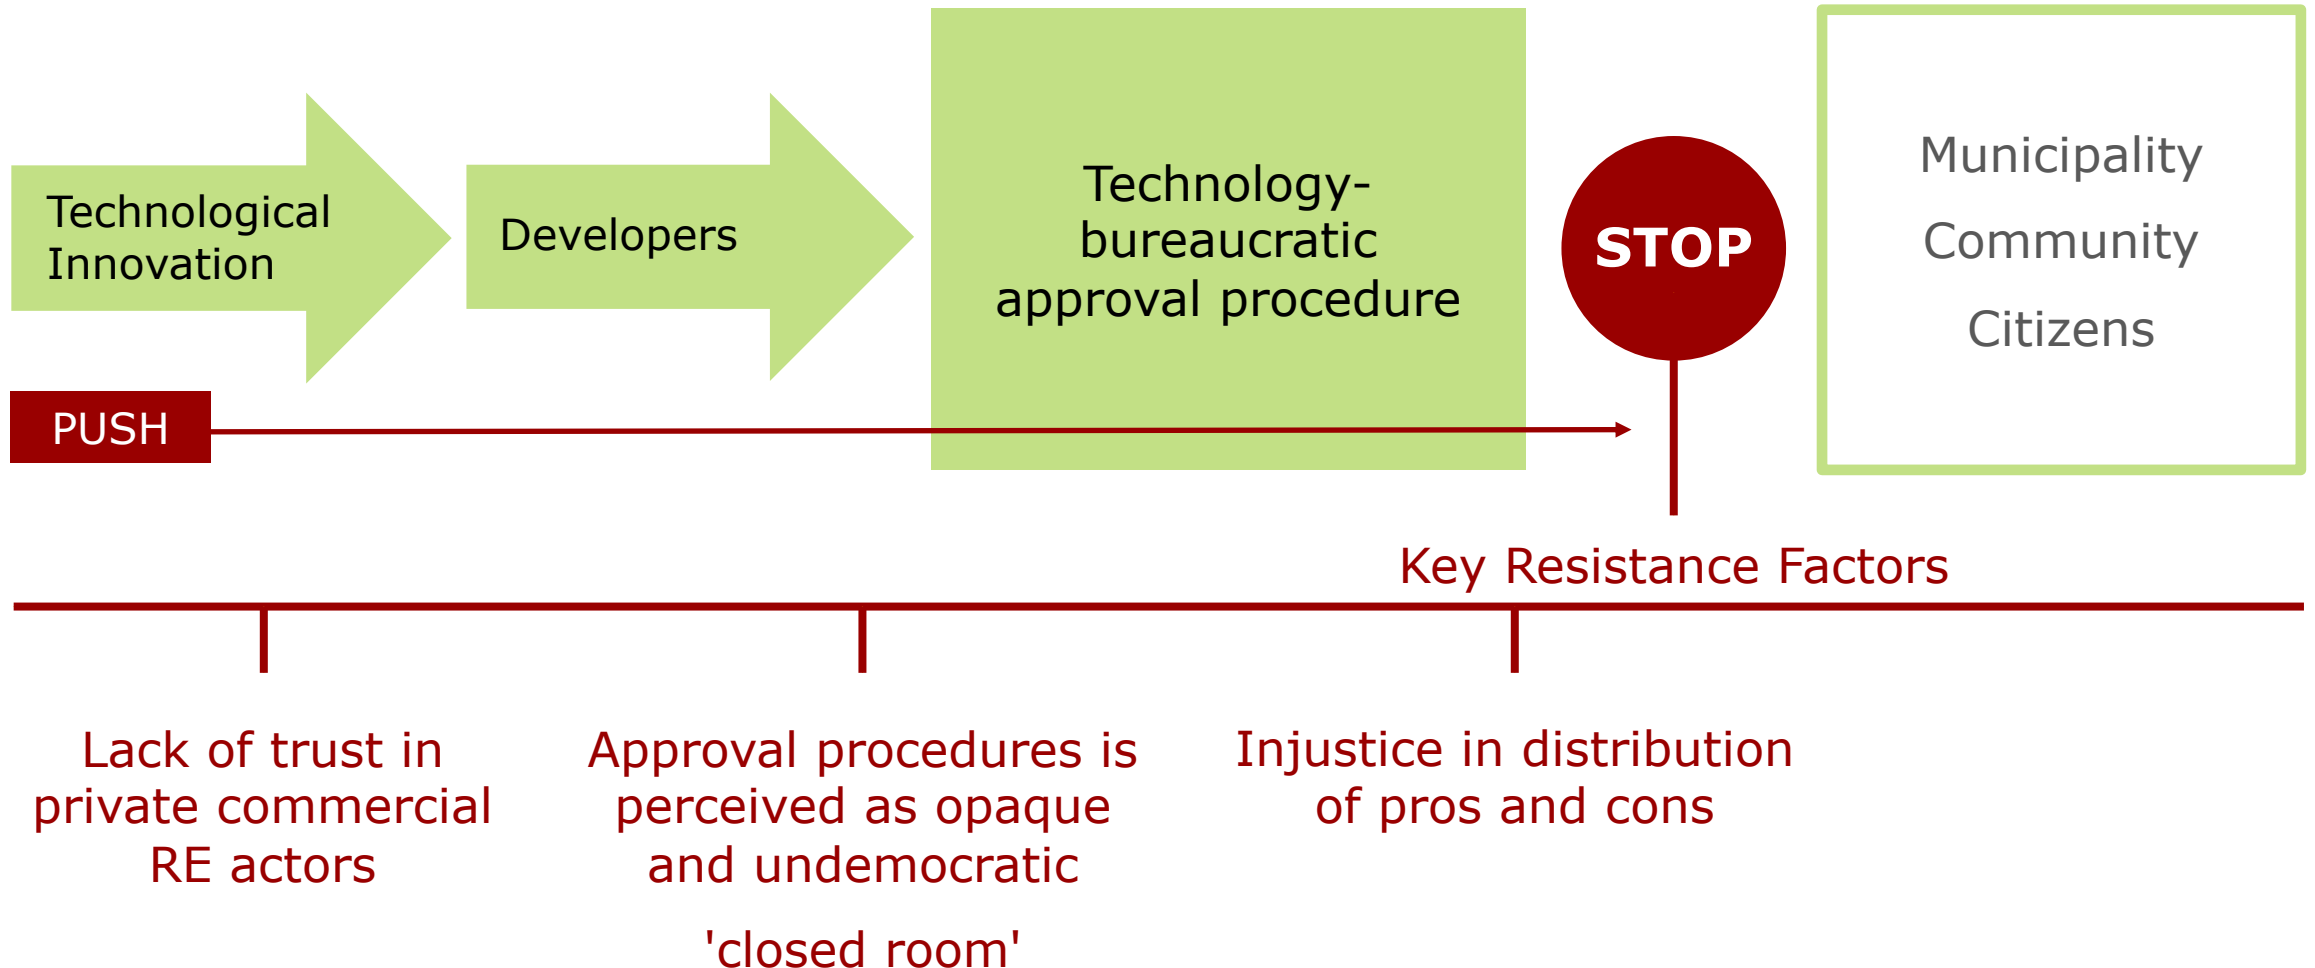 Technological
Innovation
Developers
Technology-
bureaucratic
approval procedure
STOP
Municipality
Community
Citizens
PUSH
Key Resistance Factors
Lack of trust in
private commercial
RE actors
Approval procedures is
perceived as opaque
and undemocratic
'closed room'
Injustice in distribution
of pros and cons